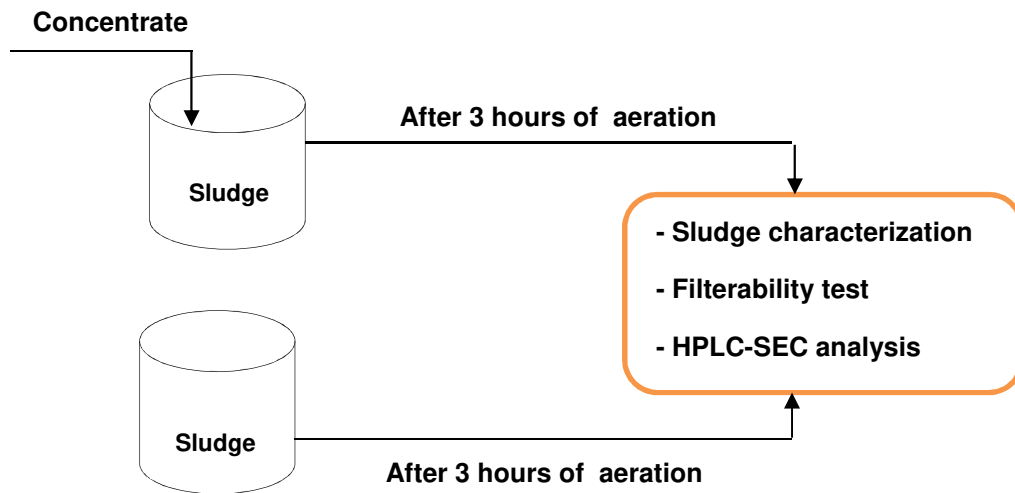 Concentrate
After 3 hours of aeration
Sludge
- Sludge characterization
- Filterability test
- HPLC-SEC analysis
Sludge
After 3 hours of aeration